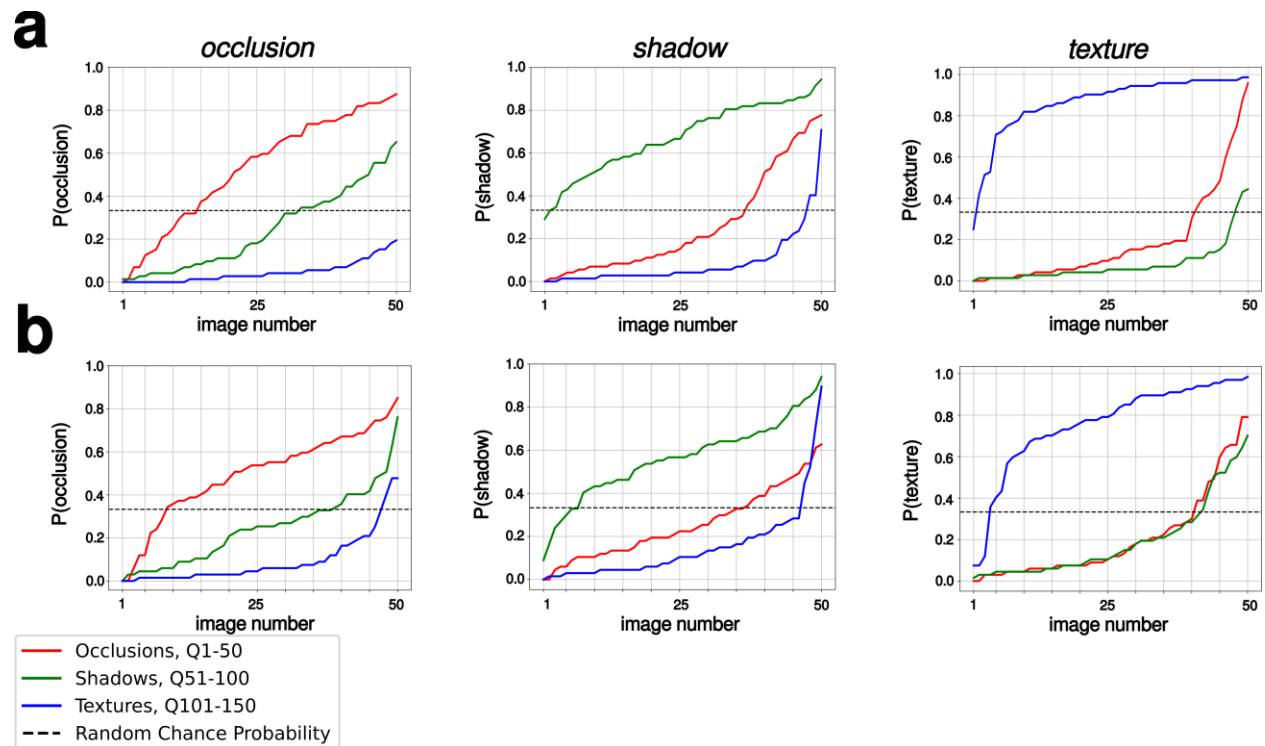 a
occlusion
shadow
texture
P(occlusion)
1.0
0.8
0.6
0.4
0.2
0.0
1 25 50
image number
P(shadow)
1.0
0.8
0.6
0.4
0.2
0.0
1 25 50
image number
P(texture)
1.0
0.8
0.6
0.4
0.2
0.0
1 25 50
image number
b
P(occlusion)
1.0
0.8
0.6
0.4
0.2
0.0
1 25 50
image number
P(shadow)
1.0
0.8
0.6
0.4
0.2
0.0
1 25 50
image number
P(texture)
1.0
0.8
0.6
0.4
0.2
0.0
1 25 50
image number
Occlusions, Q1-50
Shadows, Q51-100
Textures, Q101-150
Random Chance Probability